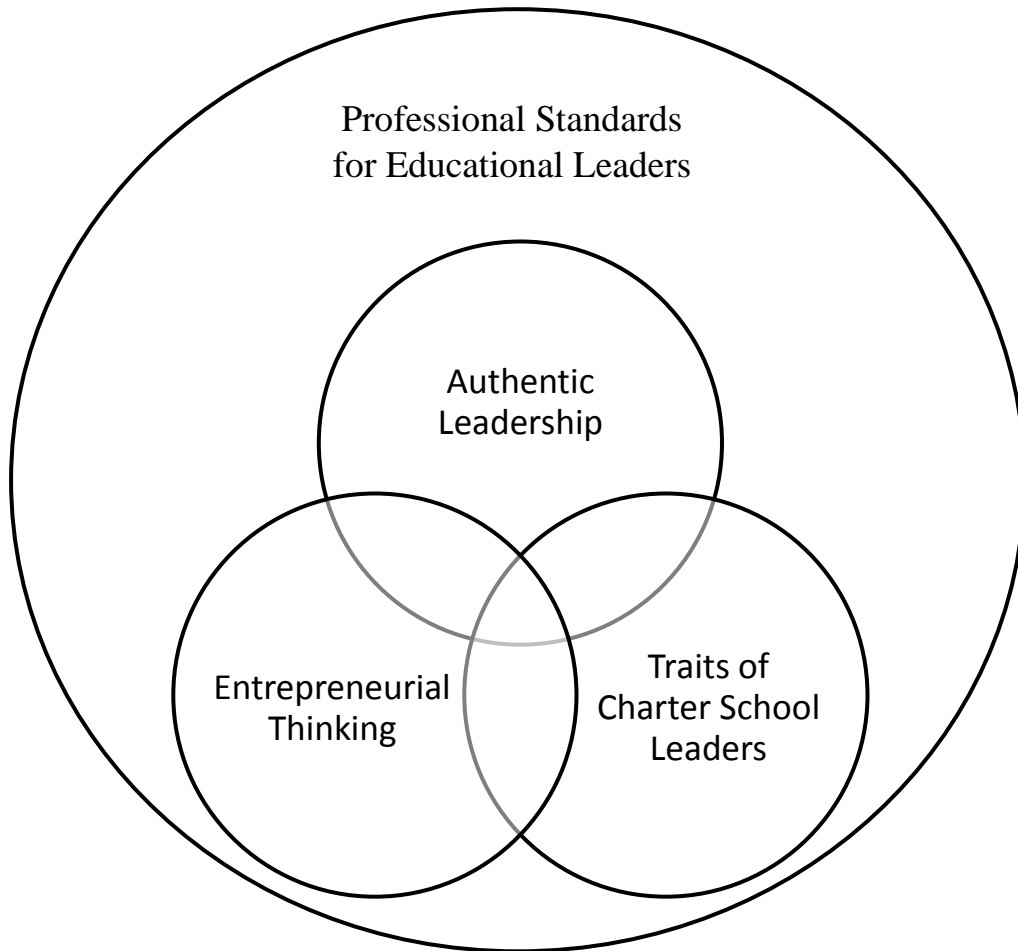 Professional Standards
for Educational Leaders
Authentic
Leadership
Entrepreneurial
Thinking
Traits of
Charter School
Leaders